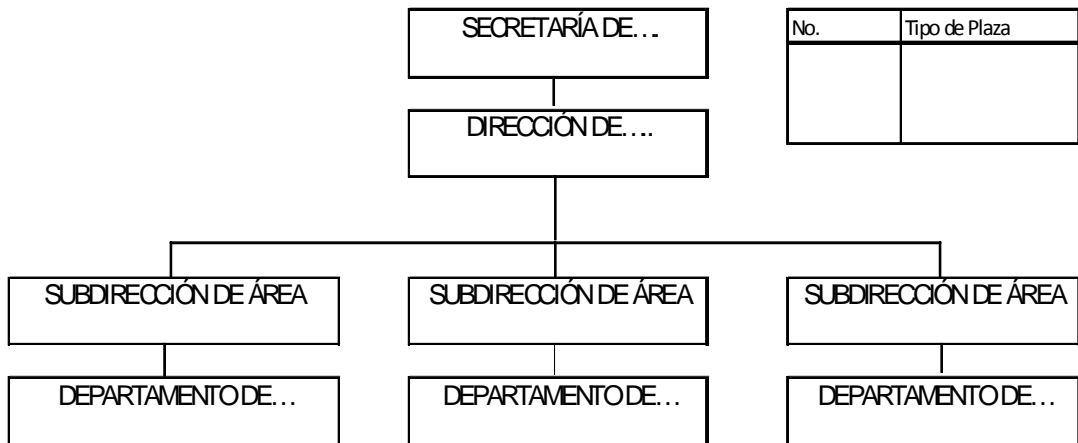 SECRETARÍA DE….
No. Tipo de Plaza
DIRECCIÓN DE…..
SUBDIRECCIÓN DE ÁREA SUBDIRECCIÓN DE ÁREA SUBDIRECCIÓN DE ÁREA
DEPARTAMENTO DE… DEPARTAMENTO DE… DEPARTAMENTO DE…